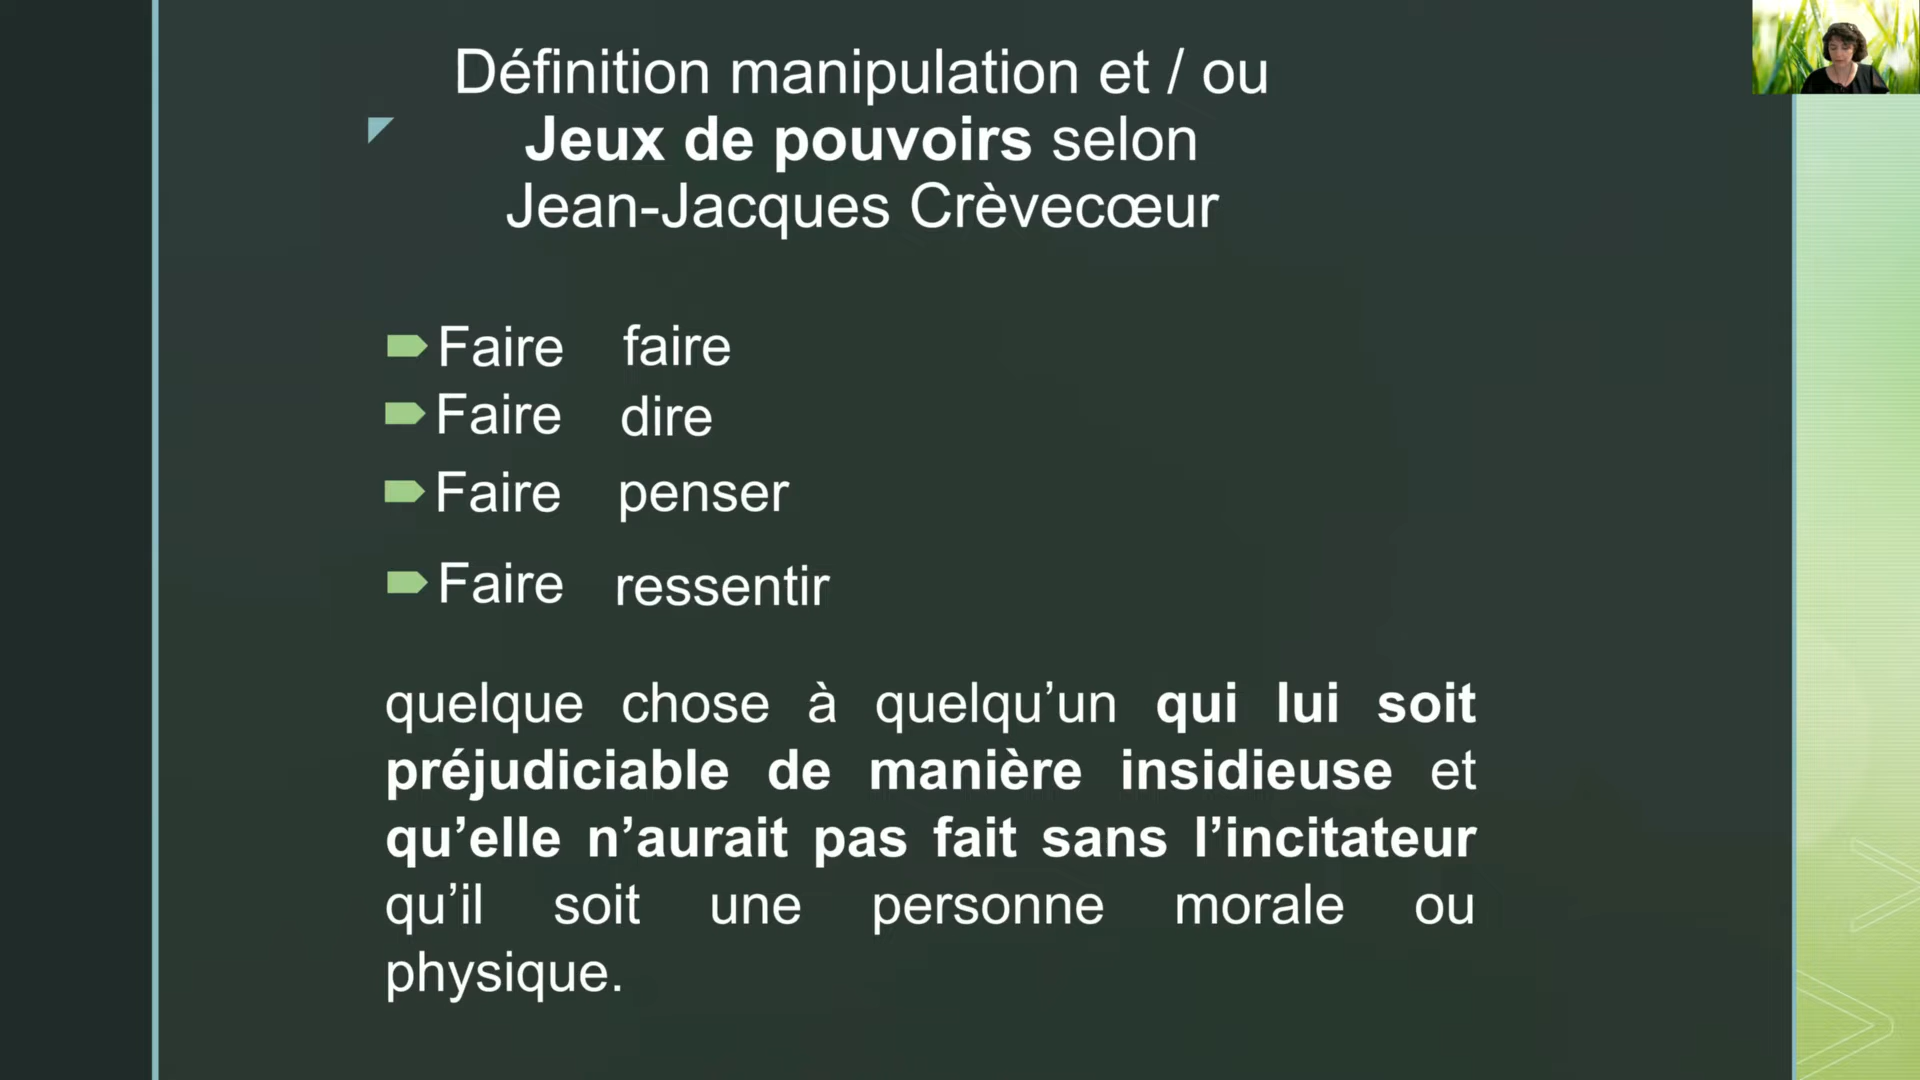 Définition manipulation et / ou
Jeux de pouvoirs selon
Jean-Jacques Crèvecœur
Faire faire
Faire dire
Faire penser
Faire ressentir
quelque chose à quelqu’un qui lui soit
préjudiciable de manière insidieuse et
qu’elle n’aurait pas fait sans l’incitateur
qu’il soit une personne morale ou
physique.